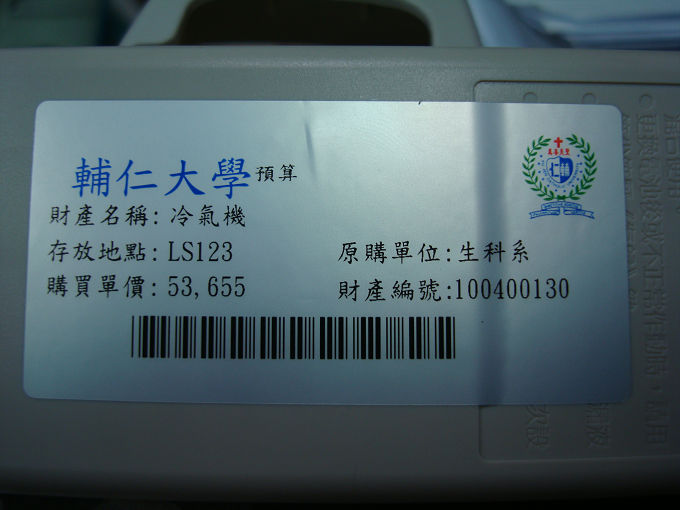 輔仁大學預算
財產名稱: 冷氣機
存放地點: LS123 原購單位:生科系
購買單價: 53,655 財產編號:100400130